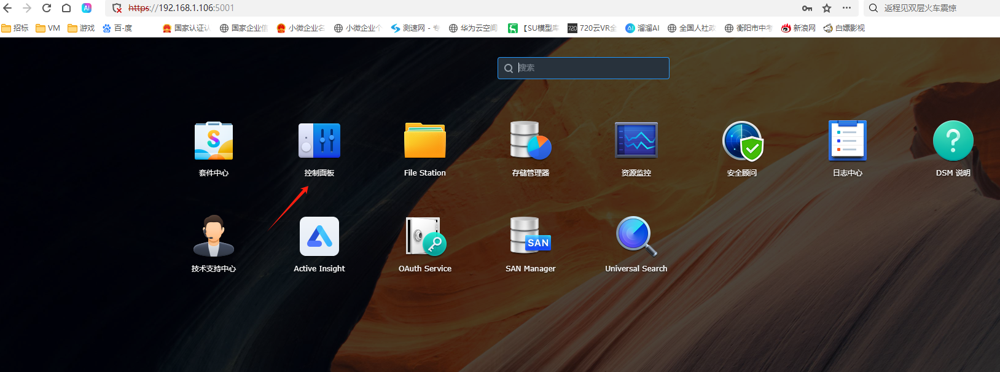 https://192.168.1.106:5001
返程见双层火车震惊
招标 VM 游戏 百-度 国家认证认 国家企业信 小微企业名 小微企业个 测速网 - 专 华为云空间 【SU模型库 720云VR全 溜溜AI 全国人社政 衡阳市中考 新浪网 白嫖影视
搜索
套件中心 控制面板 File Station 存储管理器 资源监控 安全顾问 日志中心 DSM 说明
技术支持中心 Active Insight OAuth Service SAN Manager Universal Search
AI
720
SAN